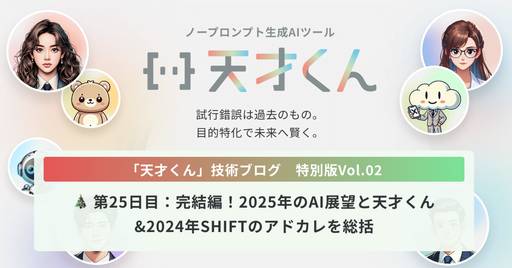 ノープロンプト生成AIツール
{··} 天才くん
試行錯誤は過去のもの。
目的特化で未来へ賢く。
「天才くん」技術ブログ 特別版Vol.02
🎄 第25日目：完結編！2025年のAI展望と天才くん
&2024年SHIFTのアドカレを総括